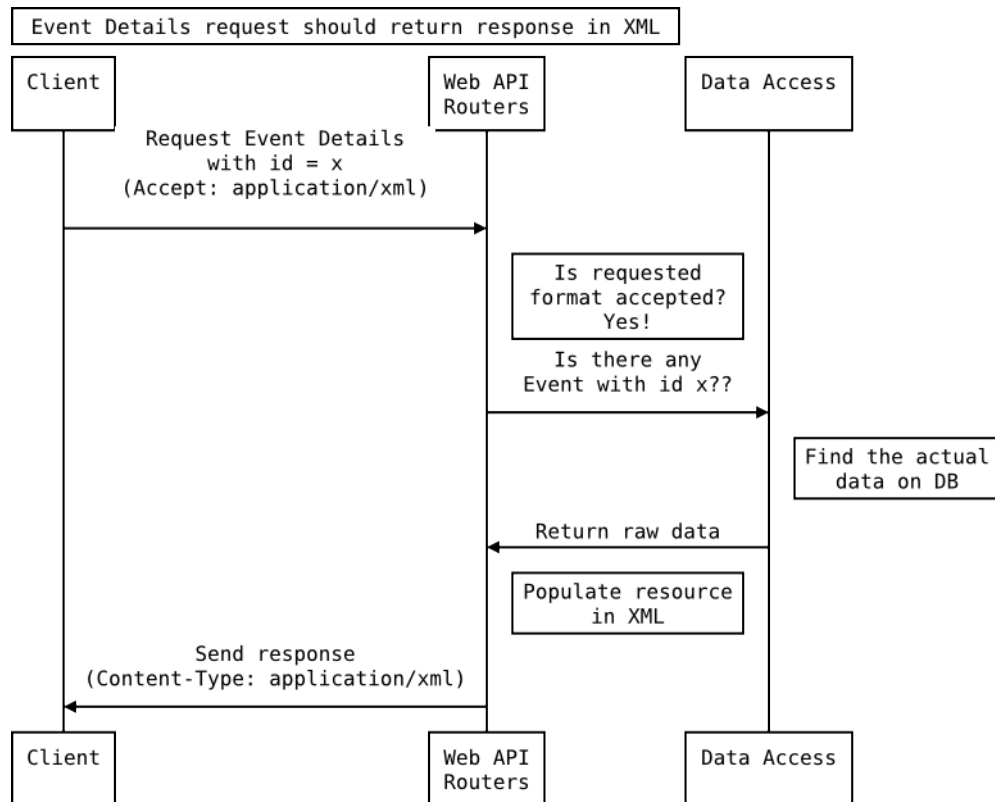 Event Details request should return response in XML
Client
Web API
Routers
Data Access
Request Event Details
with id = x
(Accept: application/xml)
Is requested
format accepted?
Yes!
Is there any
Event with id x??
Find the actual
data on DB
Return raw data
Populate resource
in XML
Send response
(Content-Type: application/xml)
Client
Web API
Routers
Data Access